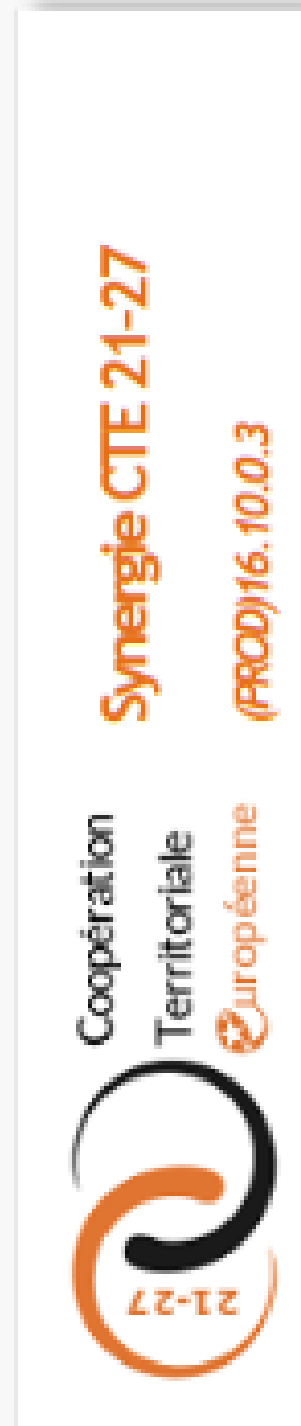 21-27
Coopération
Territoriale
européenne
Synergie CTE 21-27
(PROD)16.10.0.3